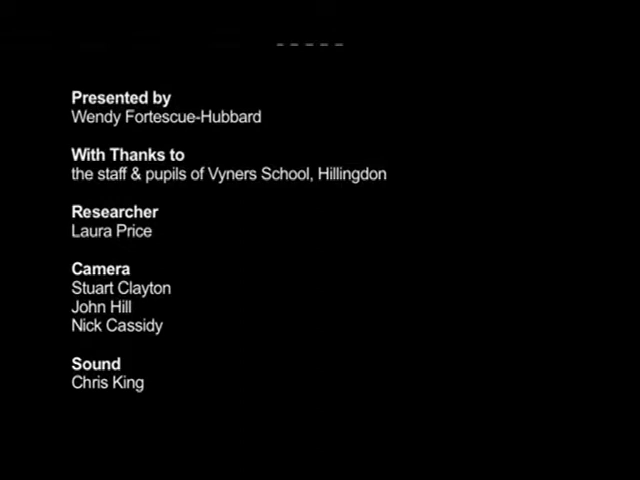 Presented by
Wendy Fortescue-Hubbard
With Thanks to
the staff & pupils of Vyners School, Hillingdon
Researcher
Laura Price
Camera
Stuart Clayton
John Hill
Nick Cassidy
Sound
Chris King